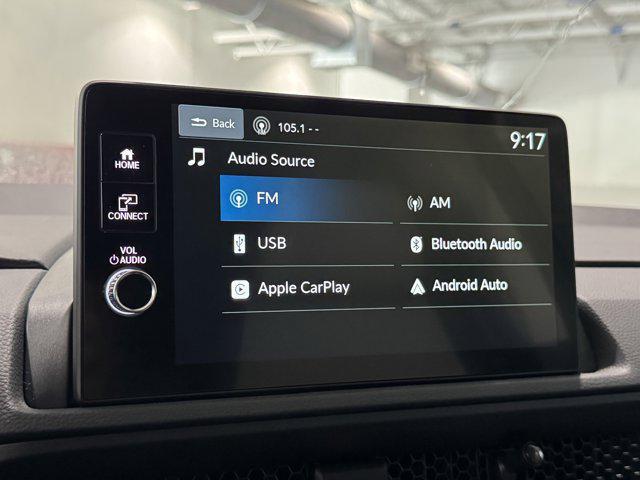 Back 105.1 - - 9:17
HOME
Audio Source
FM
AM
CONNECT
USB
Bluetooth Audio
VOL
AUDIO
Apple CarPlay
Android Auto